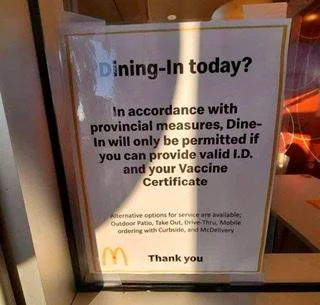 Dining-In today?
In accordance with
provincial measures, Dine-
In will only be permitted if
you can provide valid I.D.
and your Vaccine
Certificate
Alternative options for service are available;
Outdoor Patio, Take Out, Drive-Thru, Mobile
ordering with Curbside, and McDelivery
Thank you